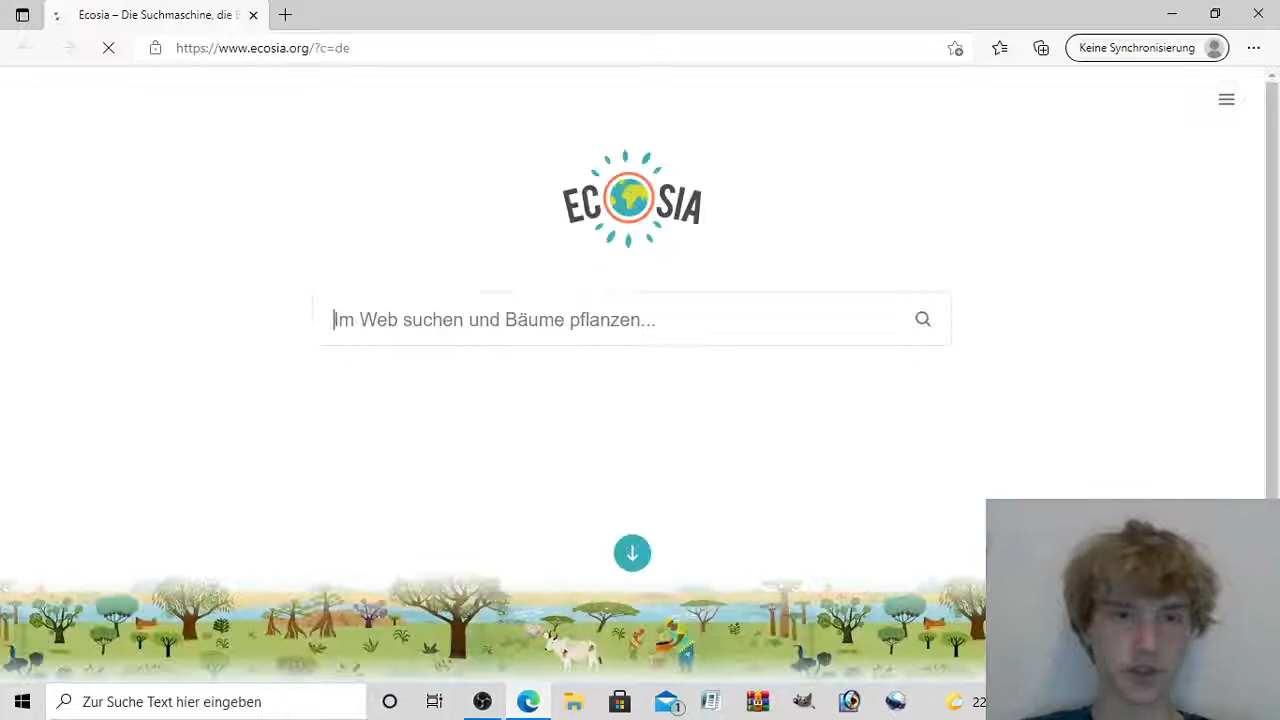 Ecosia – Die Suchmaschine, die B
https://www.ecosia.org/?c=de
Keine Synchronisierung
ECOSIA
Im Web suchen und Bäume pflanzen...
Zur Suche Text hier eingeben
1
22